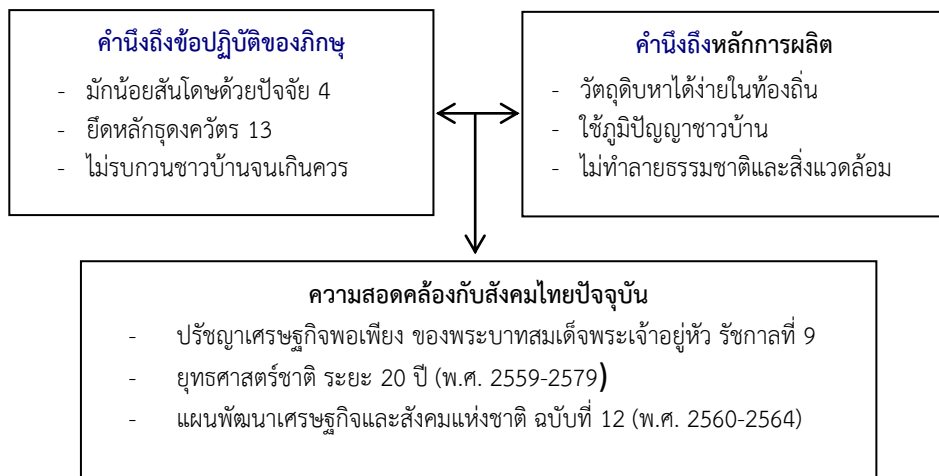 คำนึงถึงข้อปฏิบัติของภิกษุ
- มักน้อยสันโดษด้วยปัจจัย 4
- ยึดหลักธุดงควัตร 13
- ไม่รบกวนชาวบ้านจนเกินควร
คำนึงถึงหลักการผลิต
- วัตถุดิบหาได้ง่ายในท้องถิ่น
- ใช้ภูมิปัญญาชาวบ้าน
- ไม่ทำลายธรรมชาติและสิ่งแวดล้อม
ความสอดคล้องกับสังคมไทยปัจจุบัน
- ปรัชญาเศรษฐกิจพอเพียง ของพระบาทสมเด็จพระเจ้าอยู่หัว รัชกาลที่ 9
- ยุทธศาสตร์ชาติ ระยะ 20 ปี (พ.ศ. 2559-2579)
- แผนพัฒนาเศรษฐกิจและสังคมแห่งชาติ ฉบับที่ 12 (พ.ศ. 2560-2564)